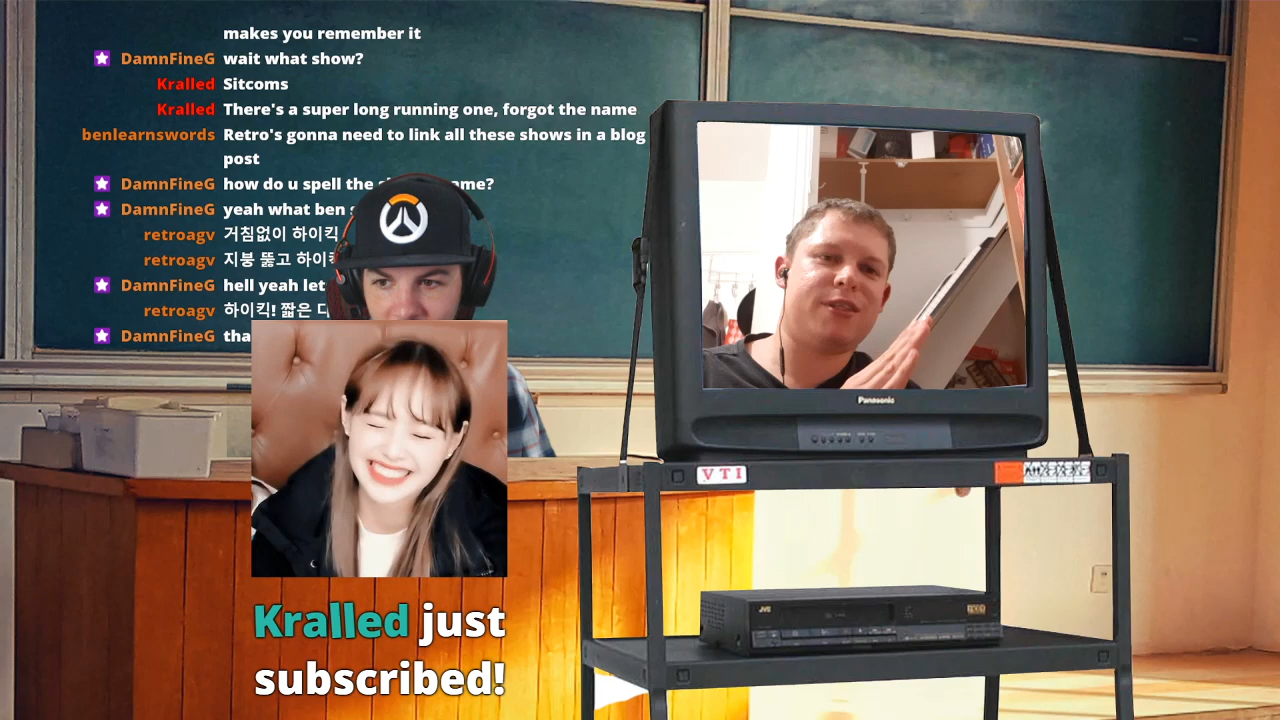 makes you remember it
DamnFineG wait what show?
Kralled Sitcoms
Kralled There's a super long running one, forgot the name
benlearnswords Retro's gonna need to link all these shows in a blog
post
DamnFineG how do u spell the
DamnFineG yeah what ben
retroagv 거침없이 하이킥
retroagv 지붕 뚫고
DamnFineG hell yeah let
retroagv 하이킥! 짧은
DamnFineG
Panasonic
VTI
JVC
Kralled just
subscribed!